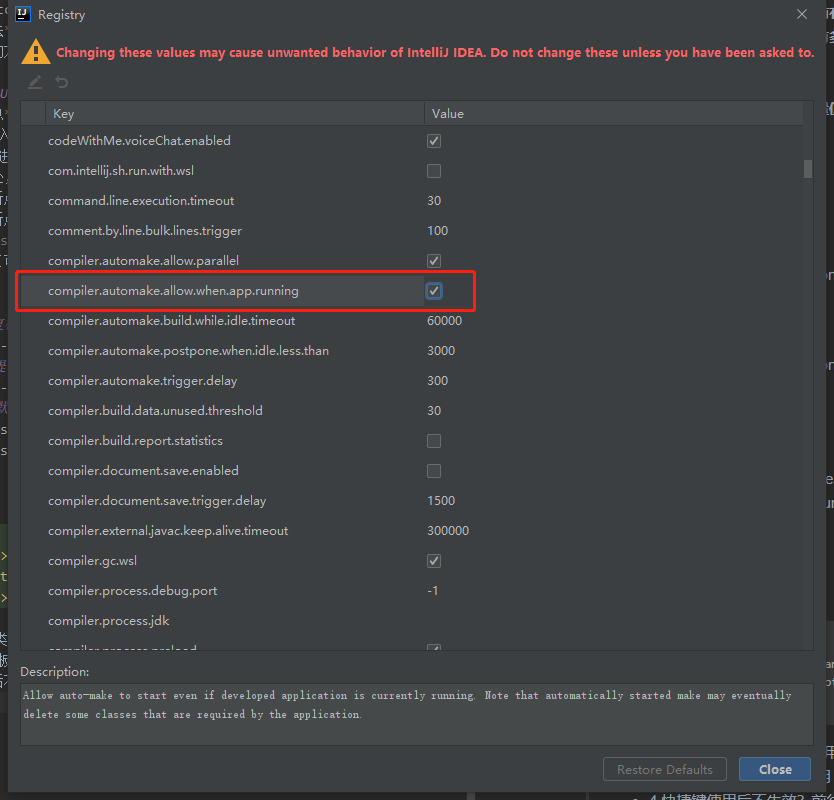 Registry
Changing these values may cause unwanted behavior of IntelliJ IDEA. Do not change these unless you have been asked to.
Key Value
codeWithMe.voiceChat.enabled
com.intellij.sh.run.with.wsl
command.line.execution.timeout 30
comment.by.line.bulk.lines.trigger 100
compiler.automake.allow.parallel
compiler.automake.allow.when.app.running
compiler.automake.build.while.idle.timeout 60000
compiler.automake.postpone.when.idle.less.than 3000
compiler.automake.trigger.delay 300
compiler.build.data.unused.threshold 30
compiler.build.report.statistics
compiler.document.save.enabled
compiler.document.save.trigger.delay 1500
compiler.external.javac.keep.alive.timeout 300000
compiler.gc.wsl
compiler.process.debug.port -1
compiler.process.jdk
compiler.process.preload
Description:
Allow auto-make to start even if developed application is currently running. Note that automatically started make may eventually
delete some classes that are required by the application.
Restore Defaults Close